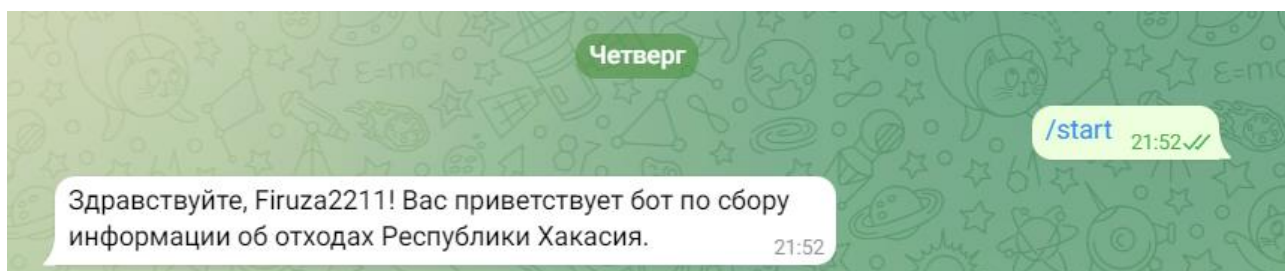 Четверг
/start 21:52
Здравствуйте, Firuza2211! Вас приветствует бот по сбору
информации об отходах Республики Хакасия. 21:52